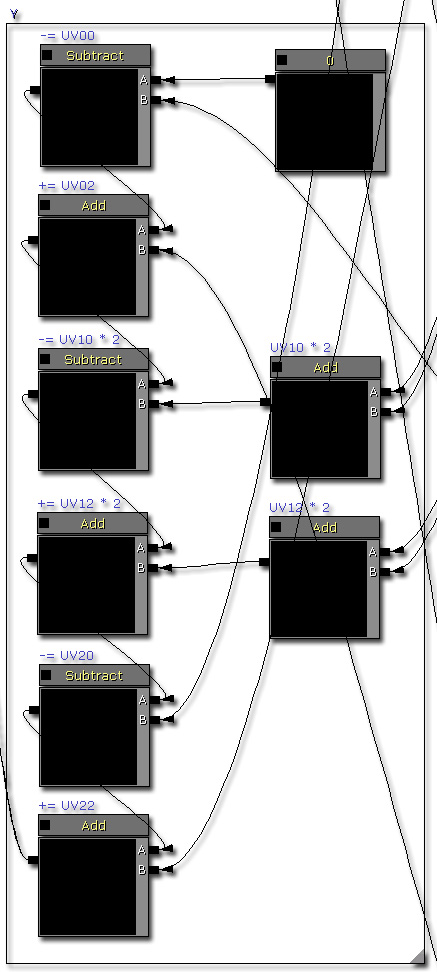 Y
-= UV00
Subtract
A
B
0
+= UV02
Add
A
B
-= UV10 * 2
Subtract
A
B
UV10 * 2
Add
A
B
+= UV12 * 2
Add
A
B
UV12 * 2
Add
A
B
-= UV20
Subtract
A
B
+= UV22
Add
A
B